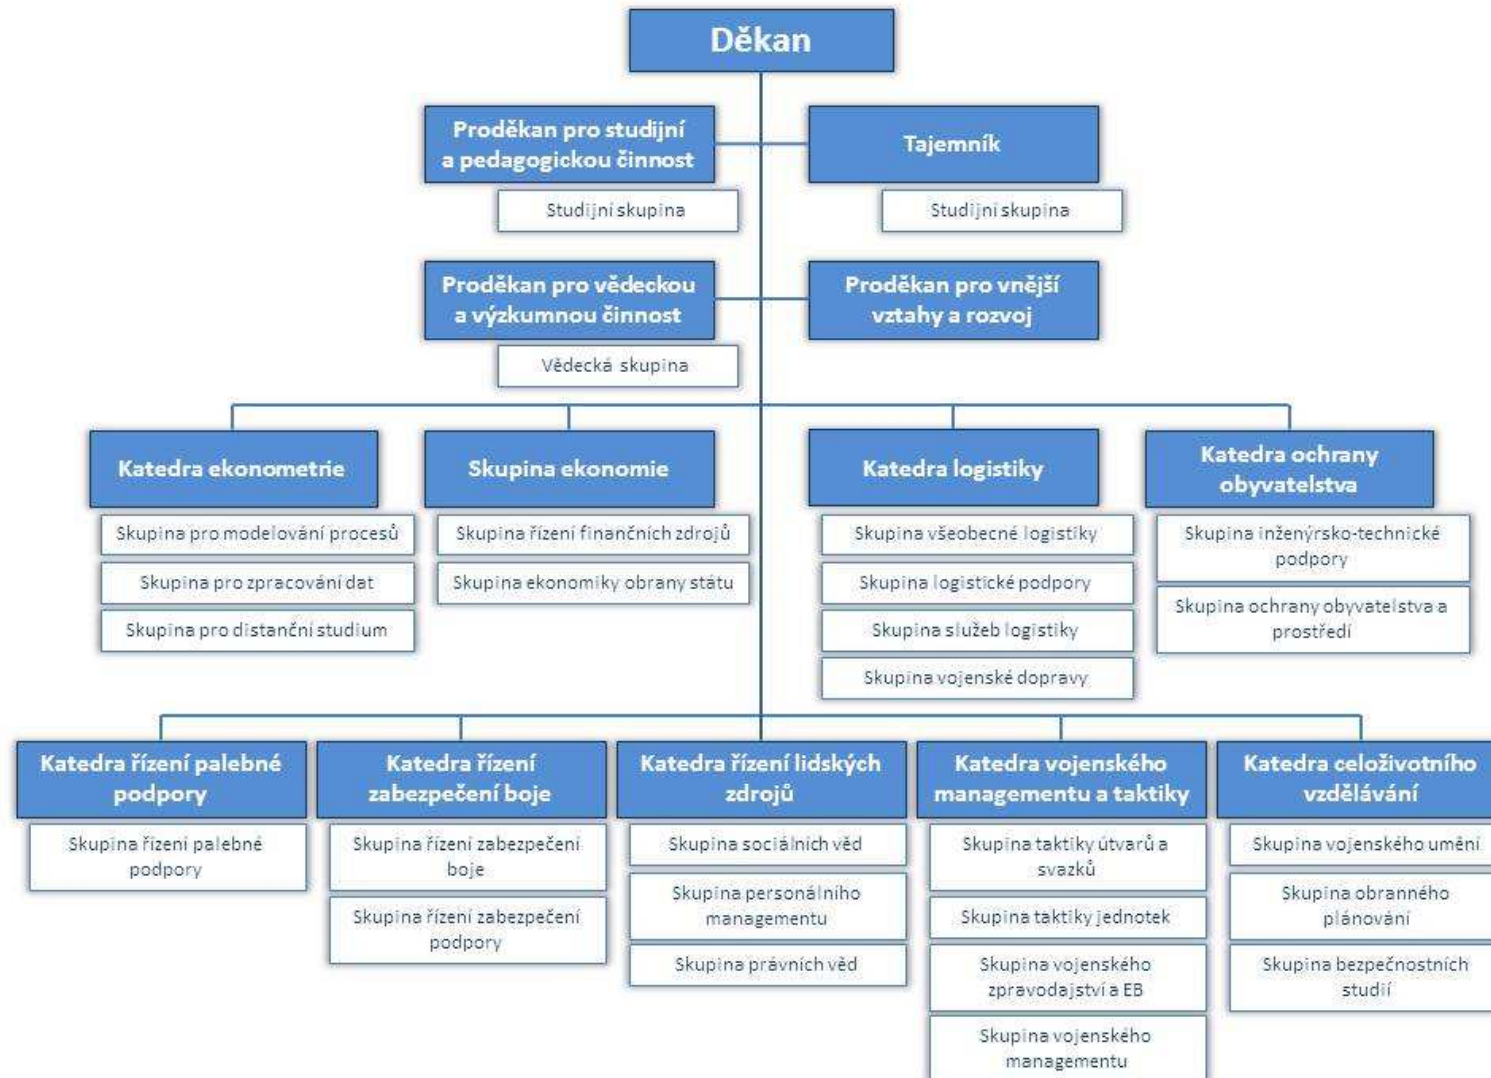 Děkan
Proděkan pro studijní
a pedagogickou činnost
Tajemník
Studijní skupina
Studijní skupina
Proděkan pro vědeckou
a výzkumnou činnost
Proděkan pro vnější
vztahy a rozvoj
Vědecká skupina
Katedra ekonometrie
Skupina pro modelování procesů
Skupina pro zpracování dat
Skupina pro distanční studium
Skupina ekonomie
Skupina řízení finančních zdrojů
Skupina ekonomiky obrany státu
Katedra logistiky
Skupina všeobecné logistiky
Skupina logistické podpory
Skupina služeb logistiky
Skupina vojenské dopravy
Katedra ochrany
obyvatelstva
Skupina inženýrsko-technické
podpory
Skupina ochrany obyvatelstva a
prostředí
Katedra řízení palebné
podpory
Skupina řízení palebné
podpory
Katedra řízení
zabezpečení boje
Skupina řízení zabezpečení
boje
Skupina řízení zabezpečení
podpory
Katedra řízení lidských
zdrojů
Skupina sociálních věd
Skupina personálního
managementu
Skupina právních věd
Katedra vojenského
managementu a taktiky
Skupina taktiky útvarů a
svazků
Skupina taktiky jednotek
Skupina vojenského
zpravodajství a EB
Skupina vojenského
managementu
Katedra celoživotního
vzdělávání
Skupina vojenského umění
Skupina obranného
plánování
Skupina bezpečnostních
studií